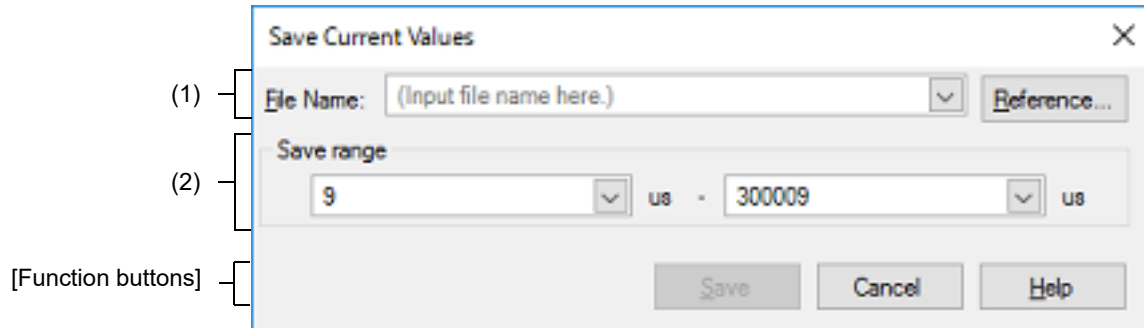 Save Current Values
(1)
File Name: (Input file name here.) Reference...
Save range
(2)
9 us - 300009 us
[Function buttons]
Save Cancel Help